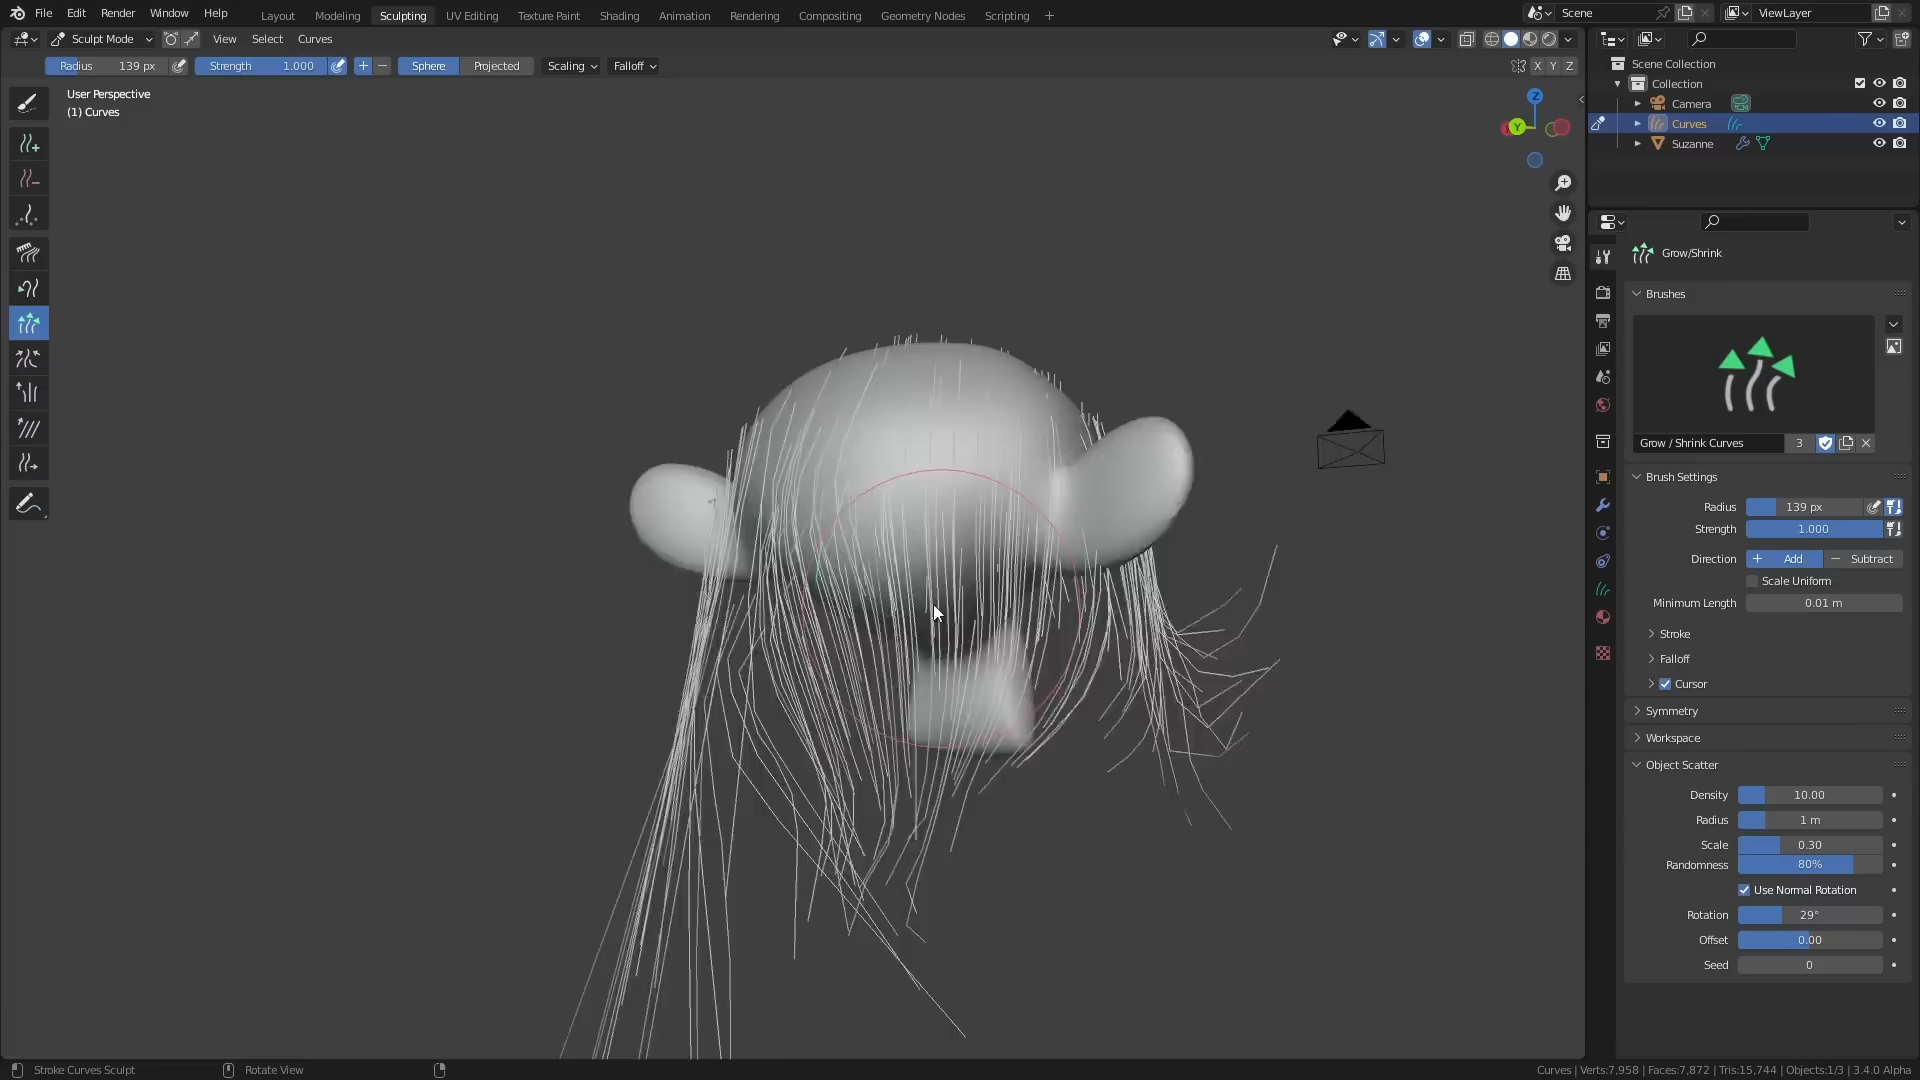 File Edit Render Window Help Layout Modeling Sculpting UV Editing Texture Paint Shading Animation Rendering Compositing Geometry Nodes Scripting + Scene ViewLayer
Sculpt Mode View Select Curves
Radius 139 px Strength 1.000 + − Sphere Projected Scaling Falloff X Y Z
User Perspective
(1) Curves
Z
Y
Scene Collection
Collection
Camera
Curves
Suzanne
Grow/Shrink
Brushes
Grow / Shrink Curves 3
Brush Settings
Radius 139 px
Strength 1.000
Direction + Add − Subtract
Scale Uniform
Minimum Length 0.01 m
Stroke
Falloff
Cursor
Symmetry
Workspace
Object Scatter
Density 10.00
Radius 1 m
Scale 0.30
Randomness 80%
Use Normal Rotation
Rotation 29°
Offset 0.00
Seed 0
Stroke Curves Sculpt Rotate View Curves | Verts:7,958 | Faces:7,872 | Tris:15,744 | Objects:1/3 | 3.4.0 Alpha